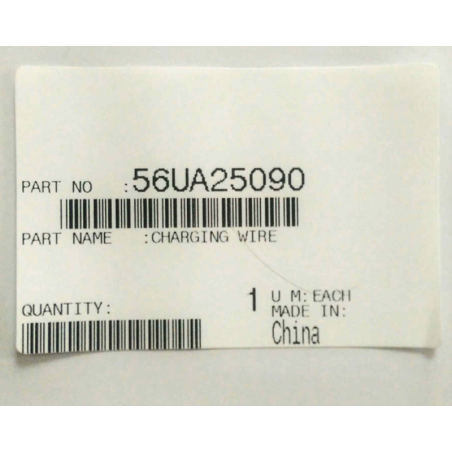 PART NO :56UA25090
PART NAME :CHARGING WIRE
QUANTITY: 1 U M:EACH
MADE IN:
China